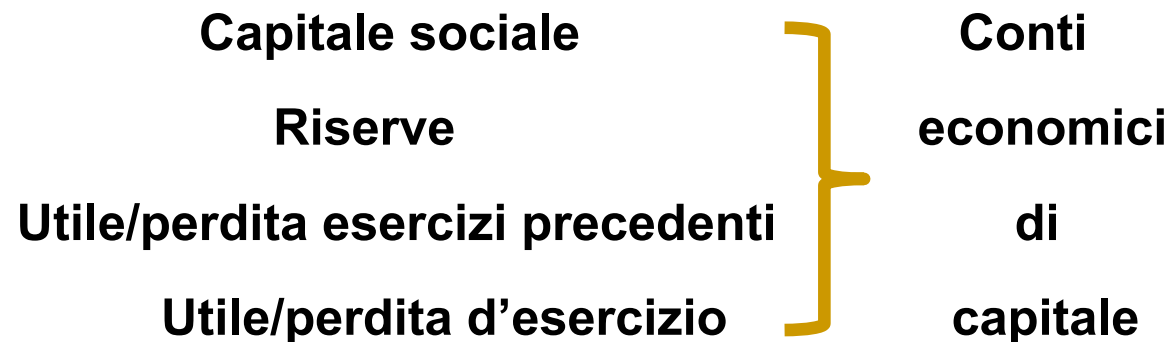 Capitale sociale
Riserve
Utile/perdita esercizi precedenti
Utile/perdita d’esercizio
Conti
economici
di
capitale